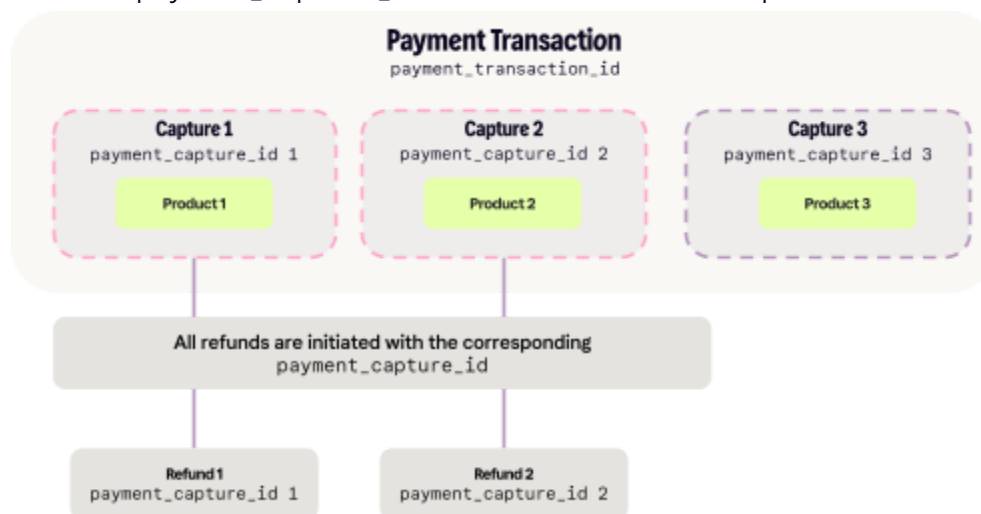 Payment Transaction
payment_transaction_id
Capture 1
payment_capture_id 1
Product 1
Capture 2
payment_capture_id 2
Product 2
Capture 3
payment_capture_id 3
Product 3
All refunds are initiated with the corresponding
payment_capture_id
Refund 1
payment_capture_id 1
Refund 2
payment_capture_id 2